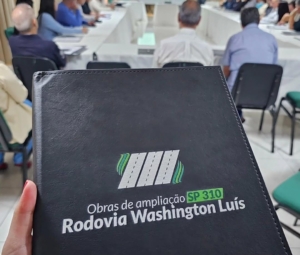 Obras de ampliação SP 310
Rodovia Washington Luís